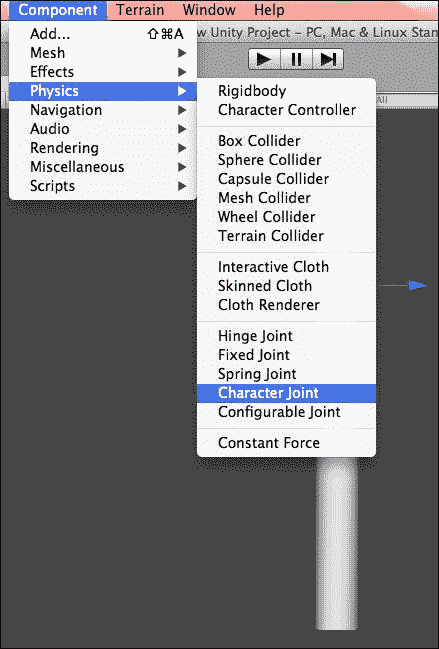 Component Terrain Window Help
w Unity Project – PC, Mac & Linux Stan
Add... ⇧⌘A
Mesh
Effects
Physics
Navigation
Audio
Rendering
Miscellaneous
Scripts
All
Rigidbody
Character Controller
Box Collider
Sphere Collider
Capsule Collider
Mesh Collider
Wheel Collider
Terrain Collider
Interactive Cloth
Skinned Cloth
Cloth Renderer
Hinge Joint
Fixed Joint
Spring Joint
Character Joint
Configurable Joint
Constant Force